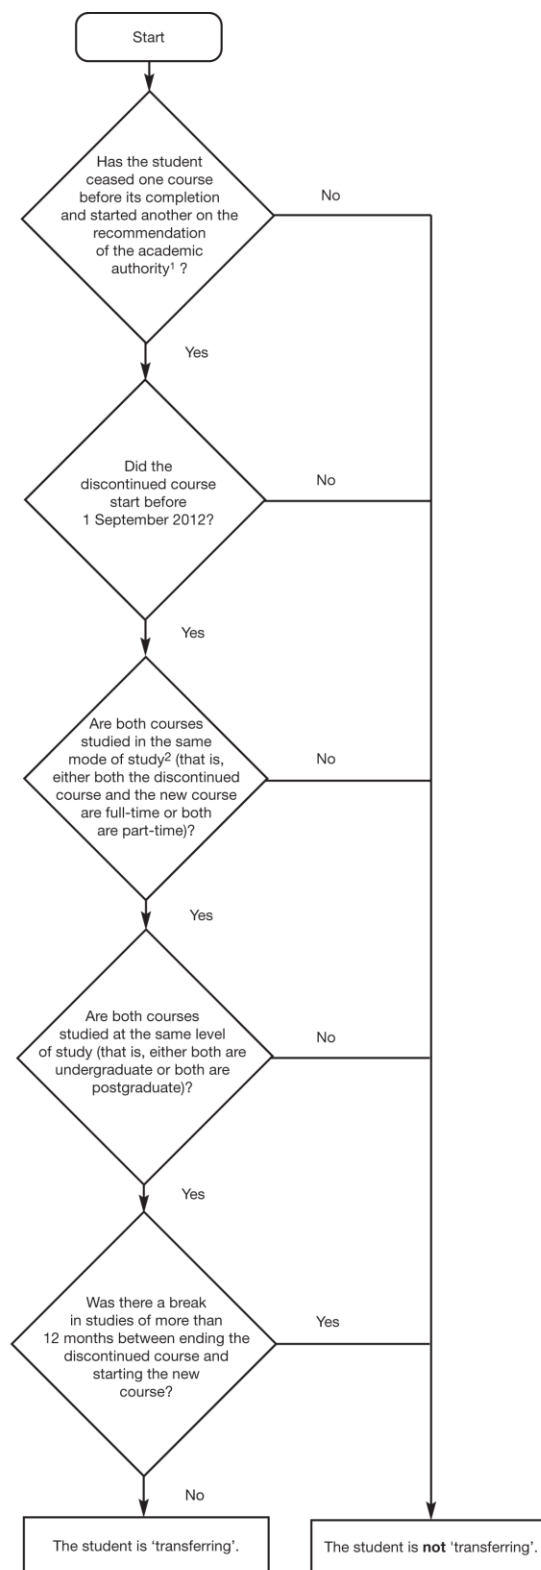 Start
Has the student
ceased one course
before its completion
and started another on the
recommendation
of the academic
authority¹ ?
No
Yes
Did the
discontinued course
start before
1 September 2012?
No
Yes
Are both courses
studied in the same
mode of study² (that is,
either both the discontinued
course and the new course
are full-time or both
are part-time)?
No
Yes
Are both courses
studied at the same level
of study (that is, either both are
undergraduate or both are
postgraduate)?
No
Yes
Was there a break
in studies of more than
12 months between ending the
discontinued course and
starting the new
course?
Yes
No
The student is ‘transferring’.
The student is not ‘transferring’.